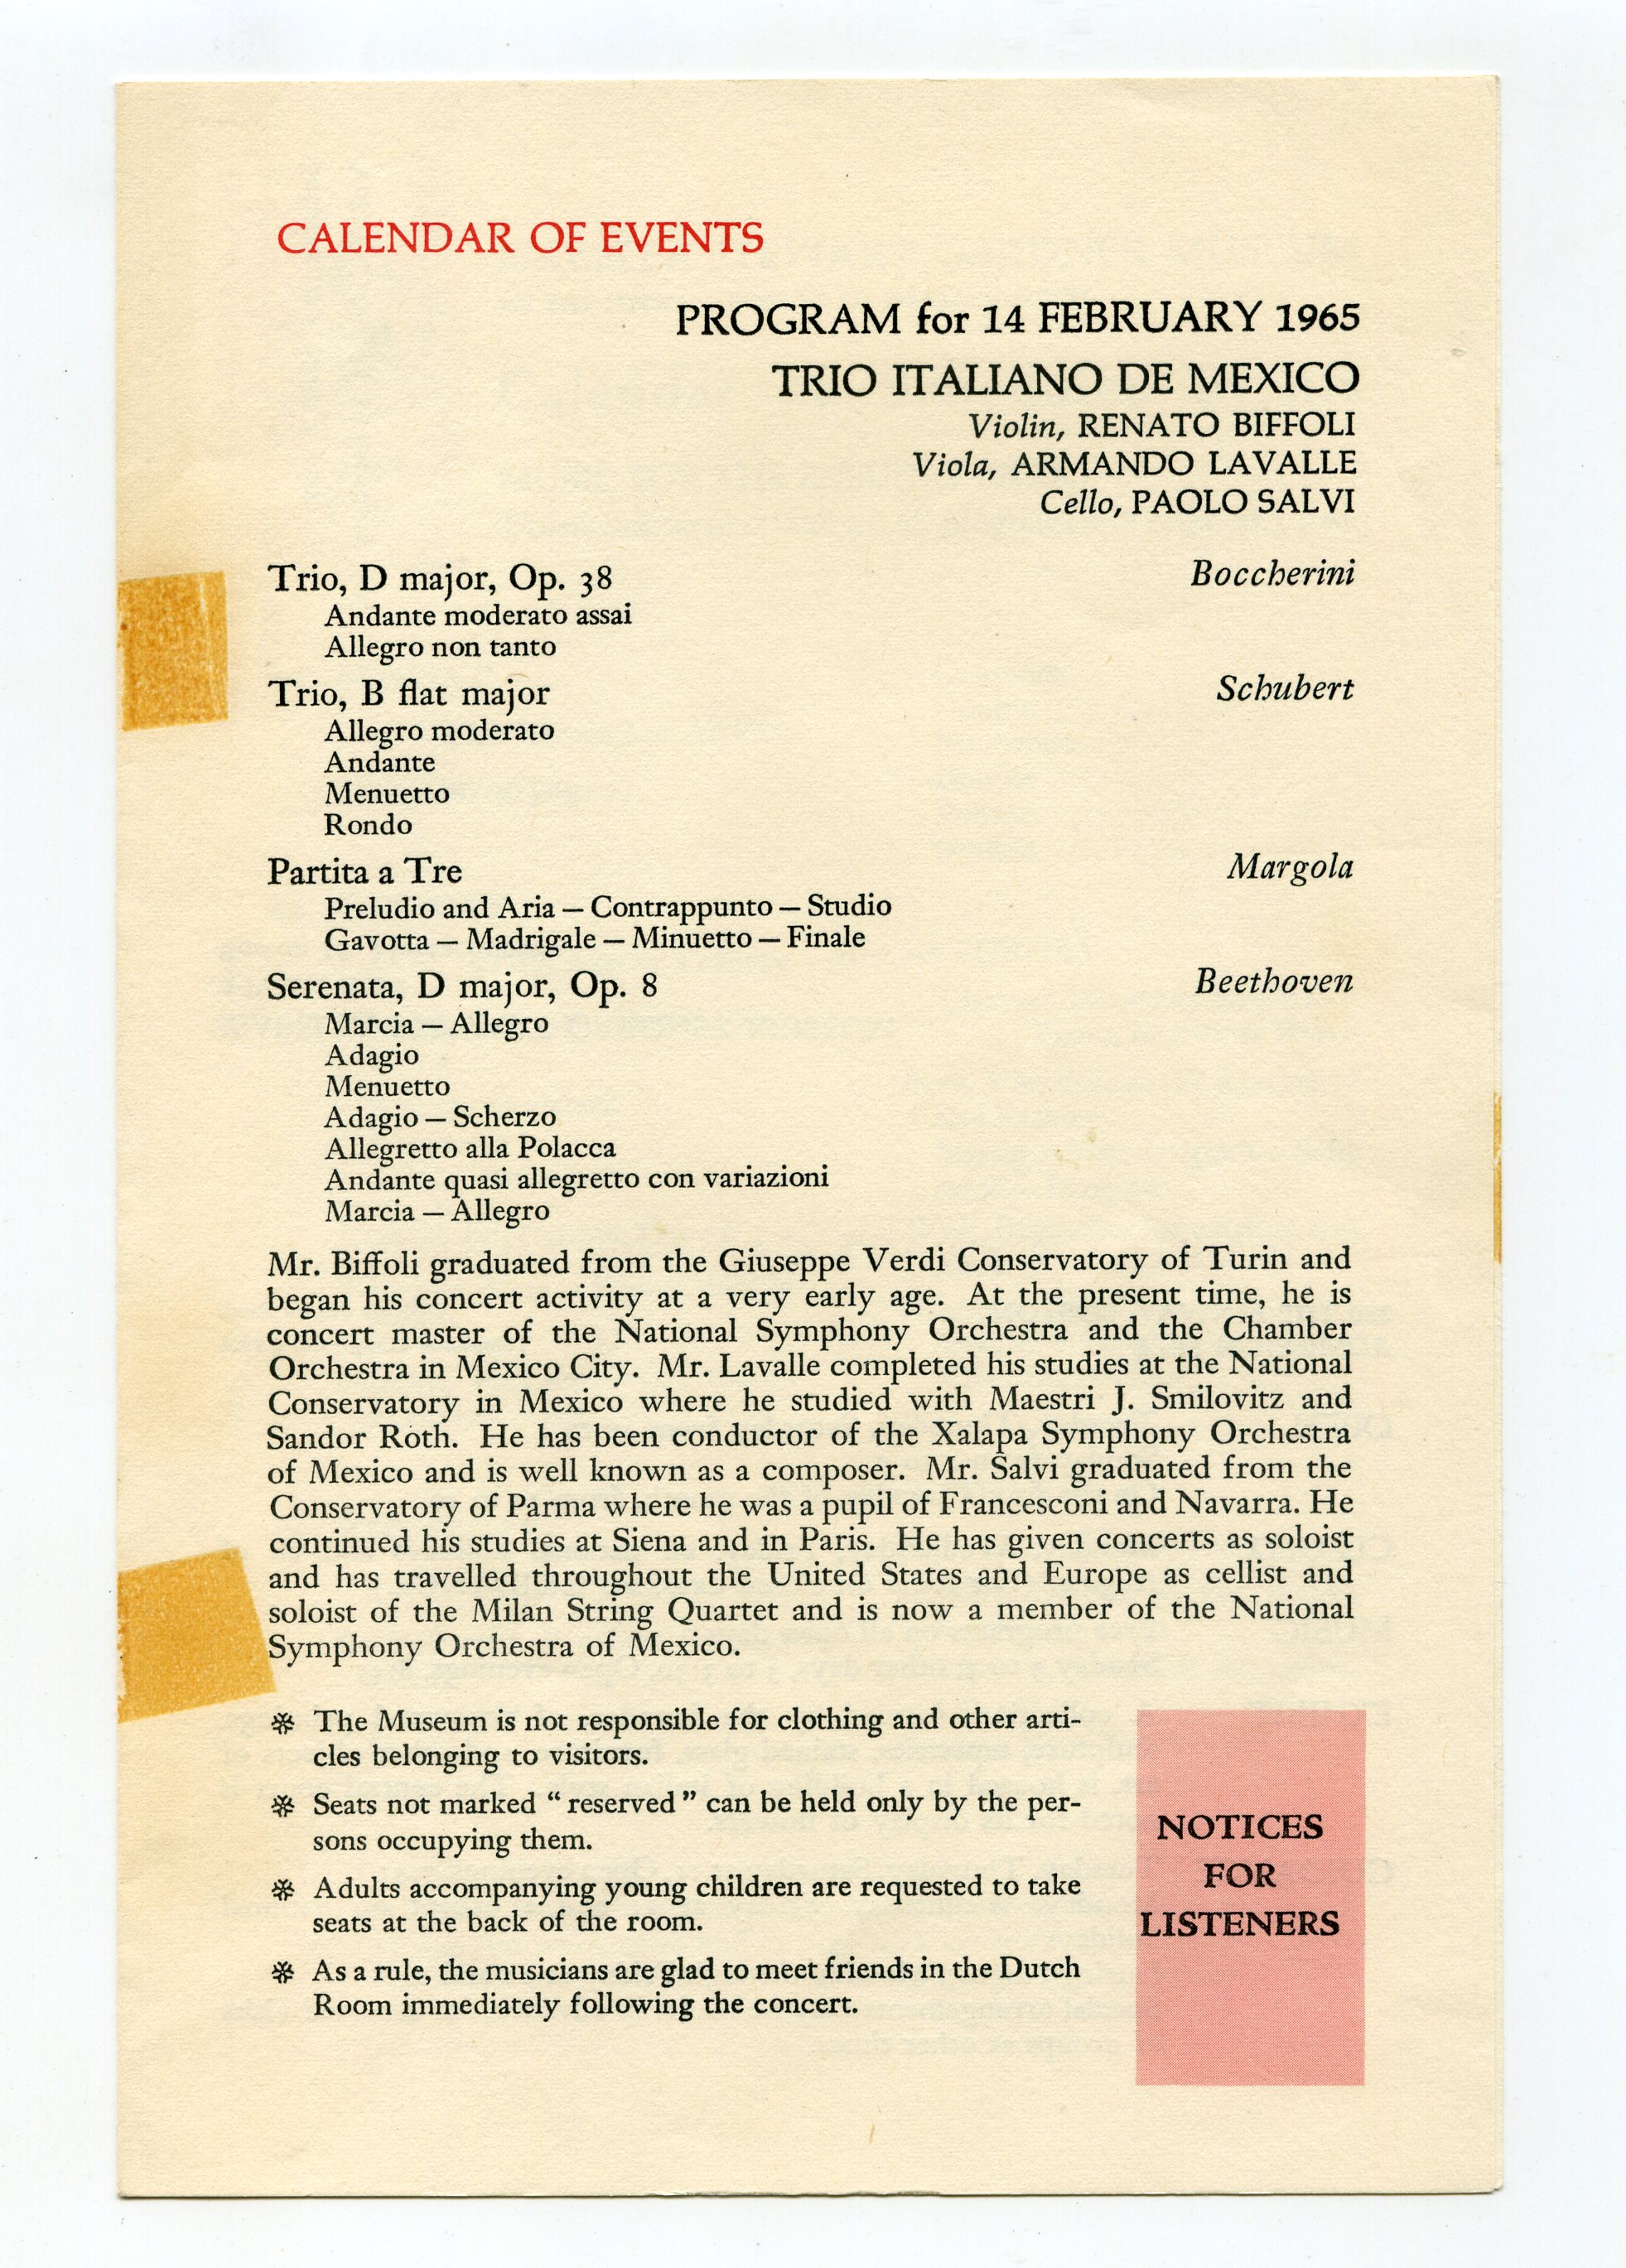 CALENDAR OF EVENTS
PROGRAM for 14 FEBRUARY 1965
TRIO ITALIANO DE MEXICO
Violin, RENATO BIFFOLI
Viola, ARMANDO LAVALLE
Cello, PAOLO SALVI
Trio, D major, Op. 38 Boccherini
Andante moderato assai
Allegro non tanto
Trio, B flat major Schubert
Allegro moderato
Andante
Menuetto
Rondo
Partita a Tre Margola
Preludio and Aria — Contrappunto — Studio
Gavotta — Madrigale — Minuetto — Finale
Serenata, D major, Op. 8 Beethoven
Marcia — Allegro
Adagio
Menuetto
Adagio — Scherzo
Allegretto alla Polacca
Andante quasi allegretto con variazioni
Marcia — Allegro
Mr. Biffoli graduated from the Giuseppe Verdi Conservatory of Turin and
began his concert activity at a very early age. At the present time, he is
concert master of the National Symphony Orchestra and the Chamber
Orchestra in Mexico City. Mr. Lavalle completed his studies at the National
Conservatory in Mexico where he studied with Maestri J. Smilovitz and
Sandor Roth. He has been conductor of the Xalapa Symphony Orchestra
of Mexico and is well known as a composer. Mr. Salvi graduated from the
Conservatory of Parma where he was a pupil of Francesconi and Navarra. He
continued his studies at Siena and in Paris. He has given concerts as soloist
and has travelled throughout the United States and Europe as cellist and
soloist of the Milan String Quartet and is now a member of the National
Symphony Orchestra of Mexico.
❊ The Museum is not responsible for clothing and other arti-
cles belonging to visitors.
❊ Seats not marked “reserved” can be held only by the per-
sons occupying them.
❊ Adults accompanying young children are requested to take
seats at the back of the room.
❊ As a rule, the musicians are glad to meet friends in the Dutch
Room immediately following the concert.
NOTICES
FOR
LISTENERS